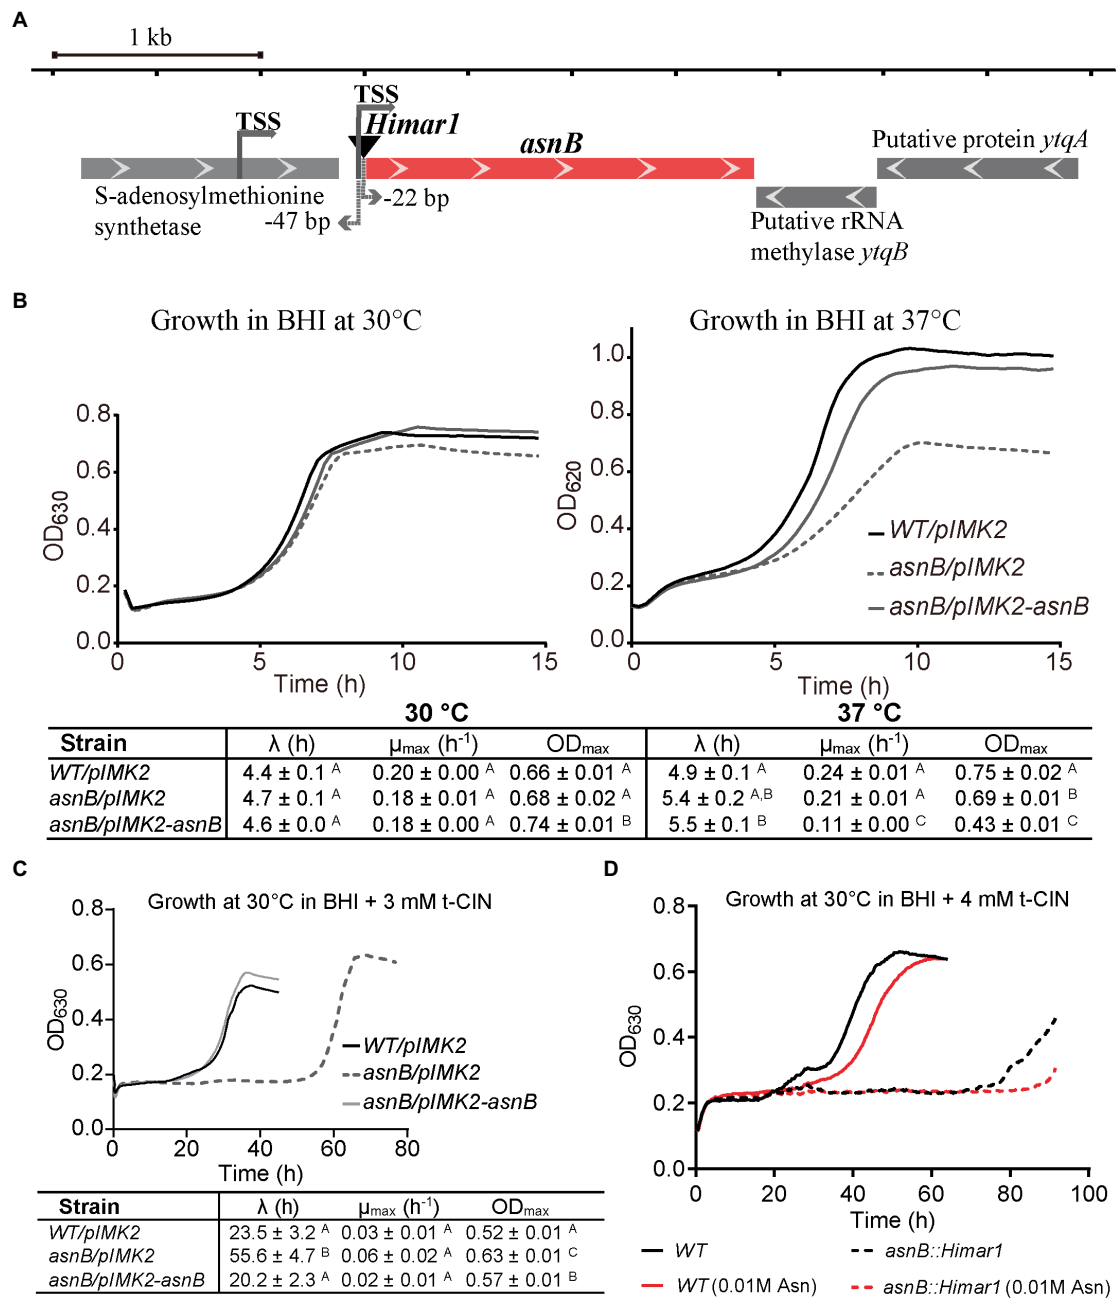 A
1 kb
TSS
TSS
Himar1
asnB
Putative protein ytqA
S-adenosylmethionine
synthetase
-47 bp
-22 bp
Putative rRNA
methylase ytqB
B
Growth in BHI at 30°C
Growth in BHI at 37°C
0.8
0.6
0.4
0.2
0.0
OD630
0
5
10
15
Time (h)
1.0
0.8
0.6
0.4
0.2
0.0
OD620
0
5
10
15
Time (h)
WT/pIMK2
asnB/pIMK2
asnB/pIMK2-asnB
30 °C 37 °C
Strain λ (h) μmax (h-1) ODmax λ (h) μmax (h-1) ODmax
WT/pIMK2 4.4 ± 0.1 A 0.20 ± 0.00 A 0.66 ± 0.01 A 4.9 ± 0.1 A 0.24 ± 0.01 A 0.75 ± 0.02 A
asnB/pIMK2 4.7 ± 0.1 A 0.18 ± 0.01 A 0.68 ± 0.02 A 5.4 ± 0.2 A,B 0.21 ± 0.01 A 0.69 ± 0.01 B
asnB/pIMK2-asnB 4.6 ± 0.0 A 0.18 ± 0.00 A 0.74 ± 0.01 B 5.5 ± 0.1 B 0.11 ± 0.00 C 0.43 ± 0.01 C
C
Growth at 30°C in BHI + 3 mM t-CIN
0.8
0.6
0.4
0.2
0.0
OD630
0
20
40
60
80
Time (h)
WT/pIMK2
asnB/pIMK2
asnB/pIMK2-asnB
Strain λ (h) μmax (h-1) ODmax
WT/pIMK2 23.5 ± 3.2 A 0.03 ± 0.01 A 0.52 ± 0.01 A
asnB/pIMK2 55.6 ± 4.7 B 0.06 ± 0.02 A 0.63 ± 0.01 C
asnB/pIMK2-asnB 20.2 ± 2.3 A 0.02 ± 0.01 A 0.57 ± 0.01 B
D
Growth at 30°C in BHI + 4 mM t-CIN
0.8
0.6
0.4
0.2
0.0
OD630
0
20
40
60
80
100
Time (h)
WT
asnB::Himar1
WT (0.01M Asn)
asnB::Himar1 (0.01M Asn)